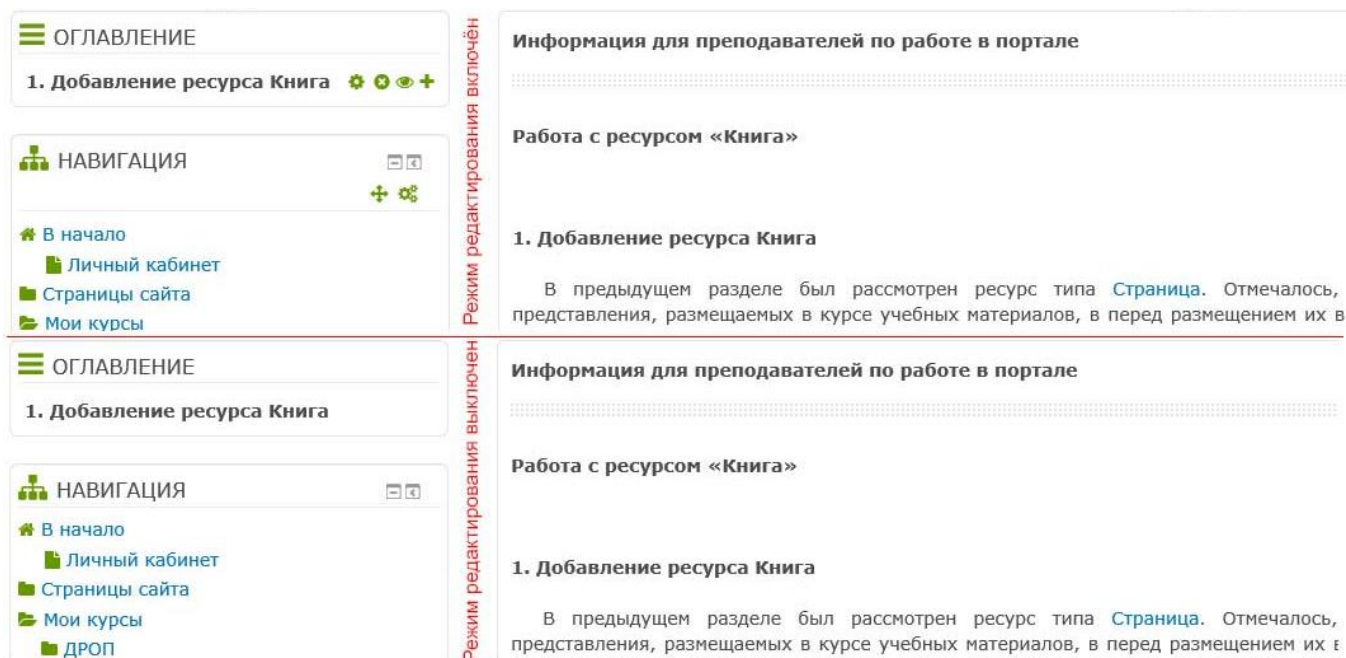 ОГЛАВЛЕНИЕ
1. Добавление ресурса Книга
НАВИГАЦИЯ
В начало
Личный кабинет
Страницы сайта
Мои курсы
Режим редактирования включён
Информация для преподавателей по работе в портале
Работа с ресурсом «Книга»
1. Добавление ресурса Книга
В предыдущем разделе был рассмотрен ресурс типа Страница. Отмечалось,
представления, размещаемых в курсе учебных материалов, в перед размещением их в
ОГЛАВЛЕНИЕ
1. Добавление ресурса Книга
НАВИГАЦИЯ
В начало
Личный кабинет
Страницы сайта
Мои курсы
ДРОП
Режим редактирования выключен
Информация для преподавателей по работе в портале
Работа с ресурсом «Книга»
1. Добавление ресурса Книга
В предыдущем разделе был рассмотрен ресурс типа Страница. Отмечалось,
представления, размещаемых в курсе учебных материалов, в перед размещением их в